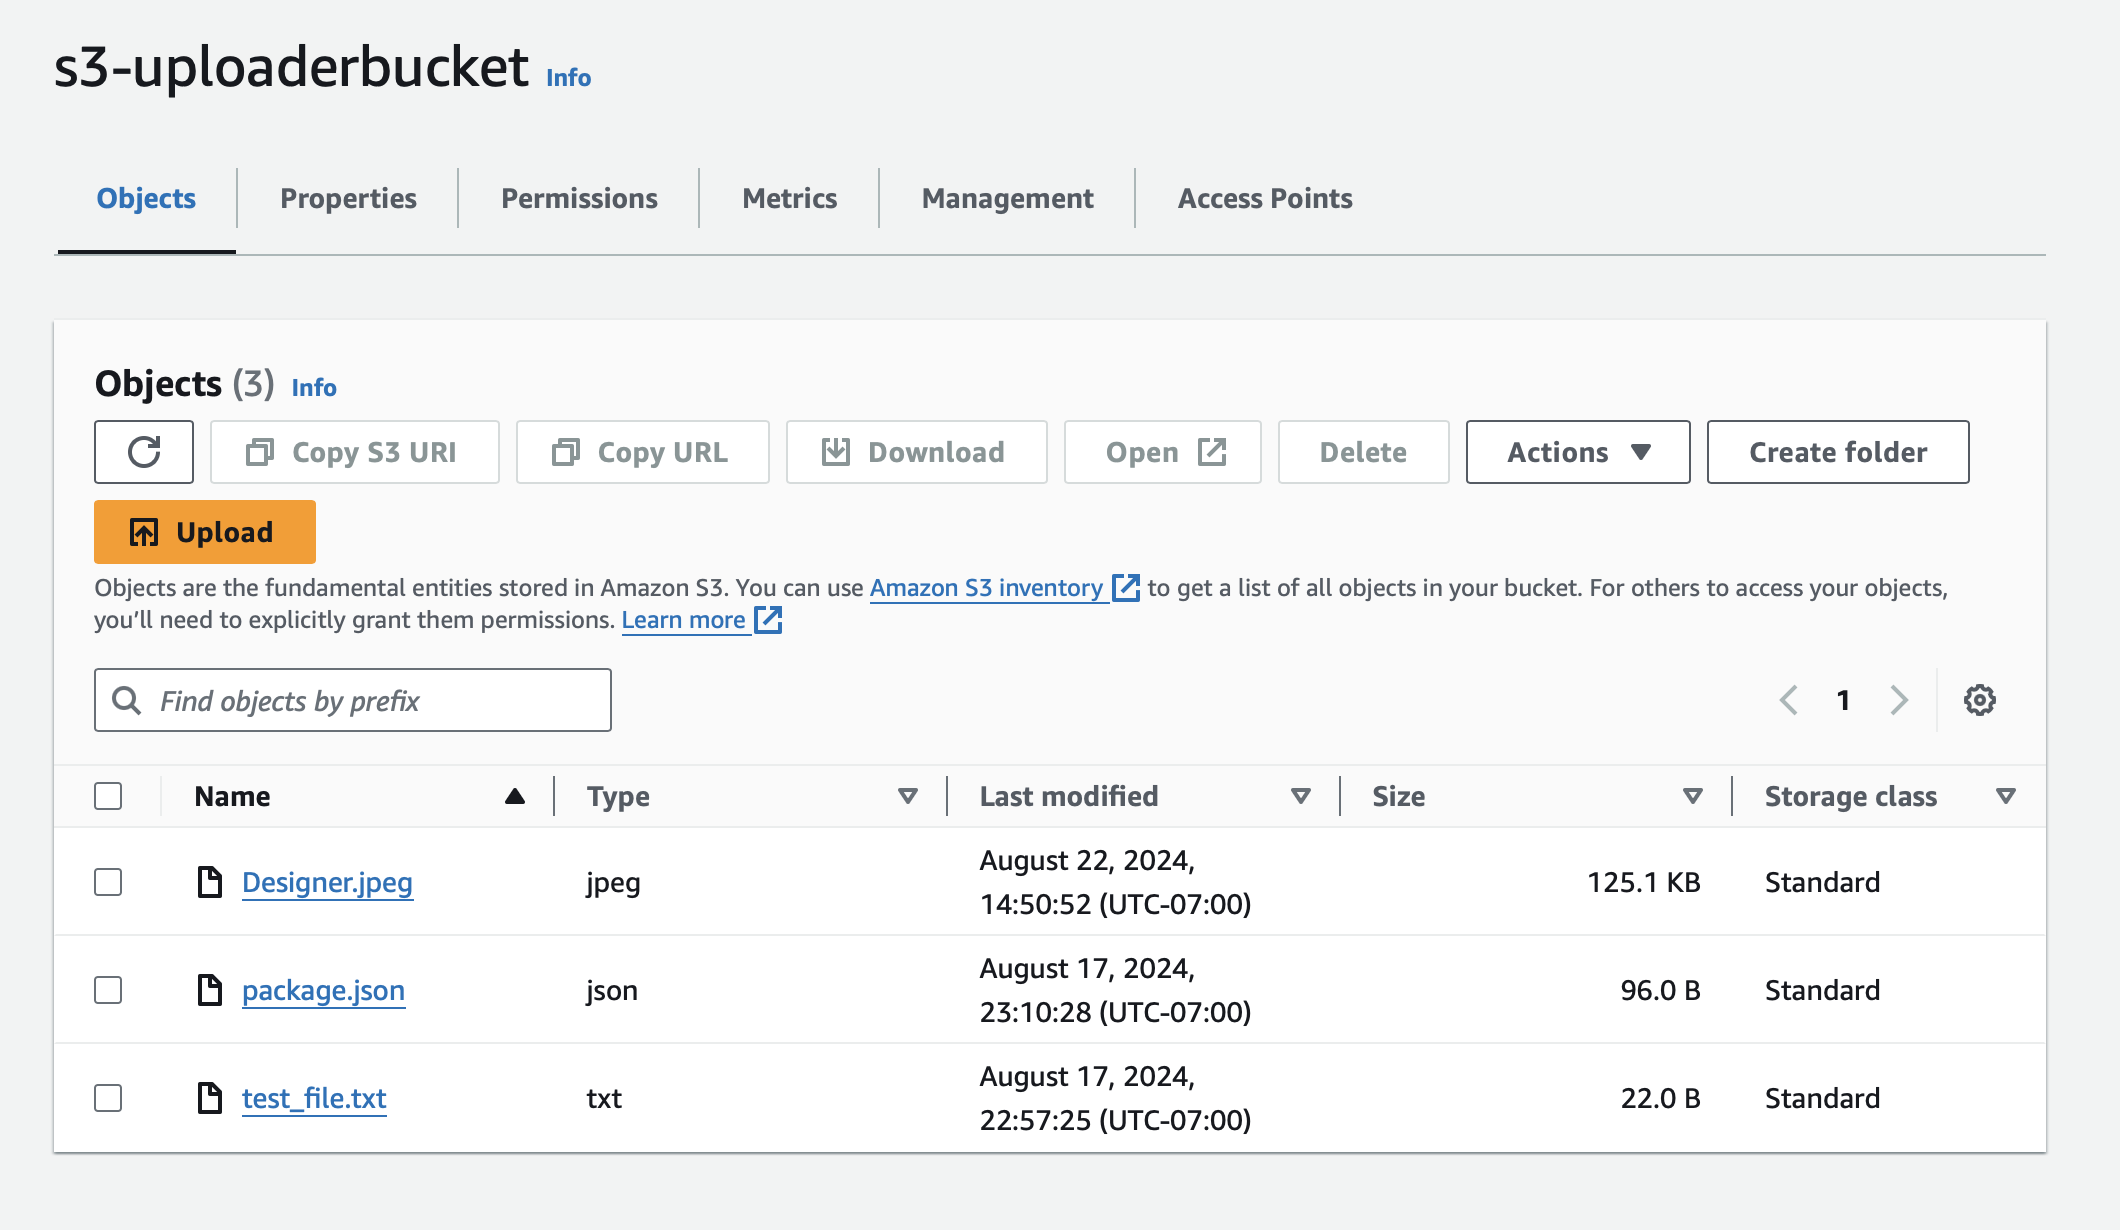 s3-uploaderbucket Info
Objects Properties Permissions Metrics Management Access Points
Objects (3) Info
Copy S3 URI Copy URL Download Open Delete Actions Create folder
Upload
Objects are the fundamental entities stored in Amazon S3. You can use Amazon S3 inventory to get a list of all objects in your bucket. For others to access your objects,
you’ll need to explicitly grant them permissions. Learn more
Find objects by prefix 1
Name Type Last modified Size Storage class
Designer.jpeg jpeg August 22, 2024, 125.1 KB Standard
14:50:52 (UTC-07:00)
package.json json August 17, 2024, 96.0 B Standard
23:10:28 (UTC-07:00)
test_file.txt txt August 17, 2024, 22.0 B Standard
22:57:25 (UTC-07:00)